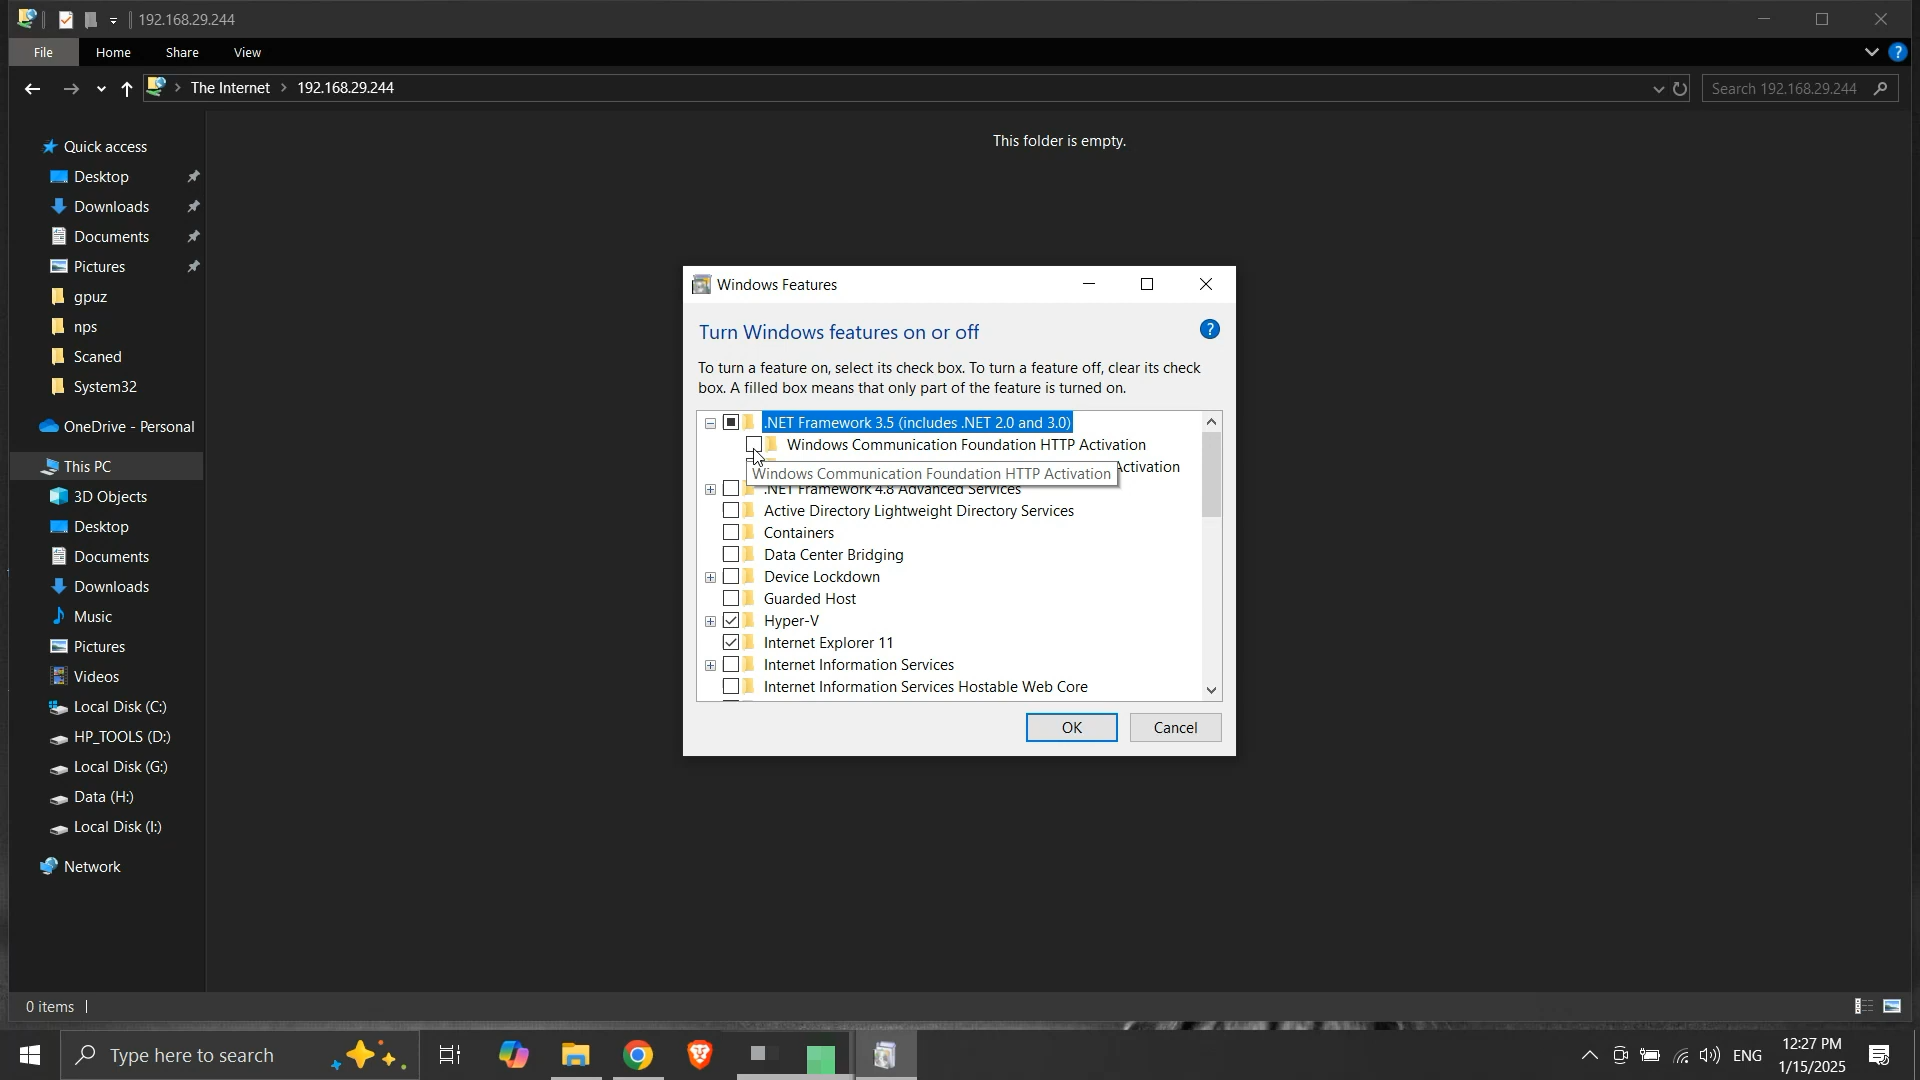 192.168.29.244
File
Home
Share
View
The Internet
192.168.29.244
Search 192.168.29.244
Quick access
Desktop
Downloads
Documents
Pictures
gpuz
nps
Scaned
System32
OneDrive - Personal
This PC
3D Objects
Desktop
Documents
Downloads
Music
Pictures
Videos
Local Disk (C:)
HP_TOOLS (D:)
Local Disk (G:)
Data (H:)
Local Disk (I:)
Network
This folder is empty.
Windows Features
Turn Windows features on or off
To turn a feature on, select its check box. To turn a feature off, clear its check
box. A filled box means that only part of the feature is turned on.
.NET Framework 3.5 (includes .NET 2.0 and 3.0)
Windows Communication Foundation HTTP Activation
Activation
Windows Communication Foundation HTTP Activation
.NET Framework 4.8 Advanced Services
Active Directory Lightweight Directory Services
Containers
Data Center Bridging
Device Lockdown
Guarded Host
Hyper-V
Internet Explorer 11
Internet Information Services
Internet Information Services Hostable Web Core
OK
Cancel
0 items
Type here to search
ENG
12:27 PM
1/15/2025